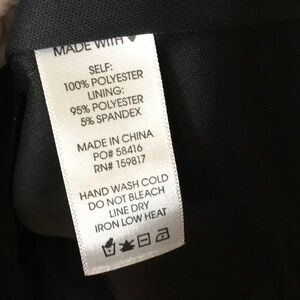 MADE WITH
SELF:
100% POLYESTER
LINING:
95% POLYESTER
5% SPANDEX
MADE IN CHINA
PO# 58416
RN# 159817
HAND WASH COLD
DO NOT BLEACH
LINE DRY
IRON LOW HEAT